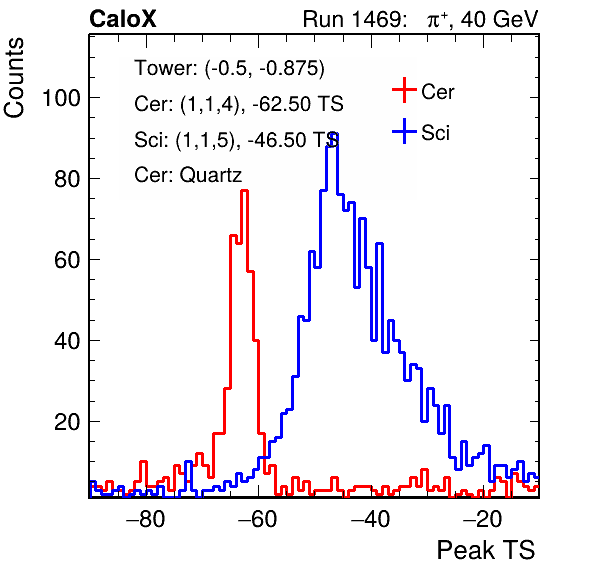 CaloX Run 1469: π⁺, 40 GeV
Counts
Tower: (-0.5, -0.875)
Cer: (1,1,4), -62.50 TS
Sci: (1,1,5), -46.50 TS
Cer: Quartz
Cer
Sci
100
80
60
40
20
−80 −60 −40 −20
Peak TS